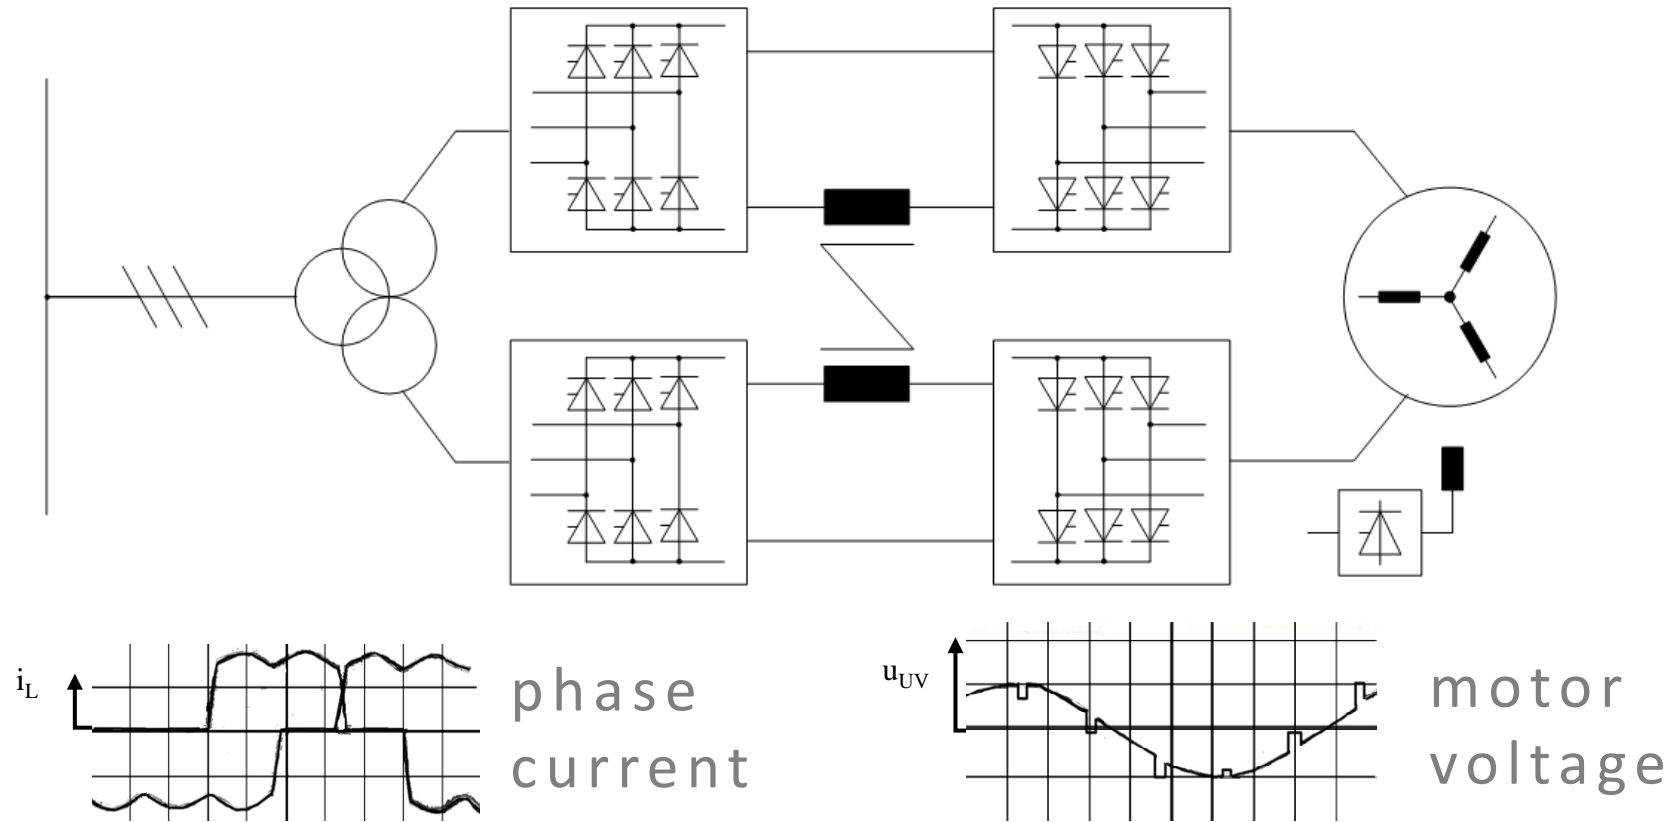 i_L
phase
current
u_UV
motor
voltage